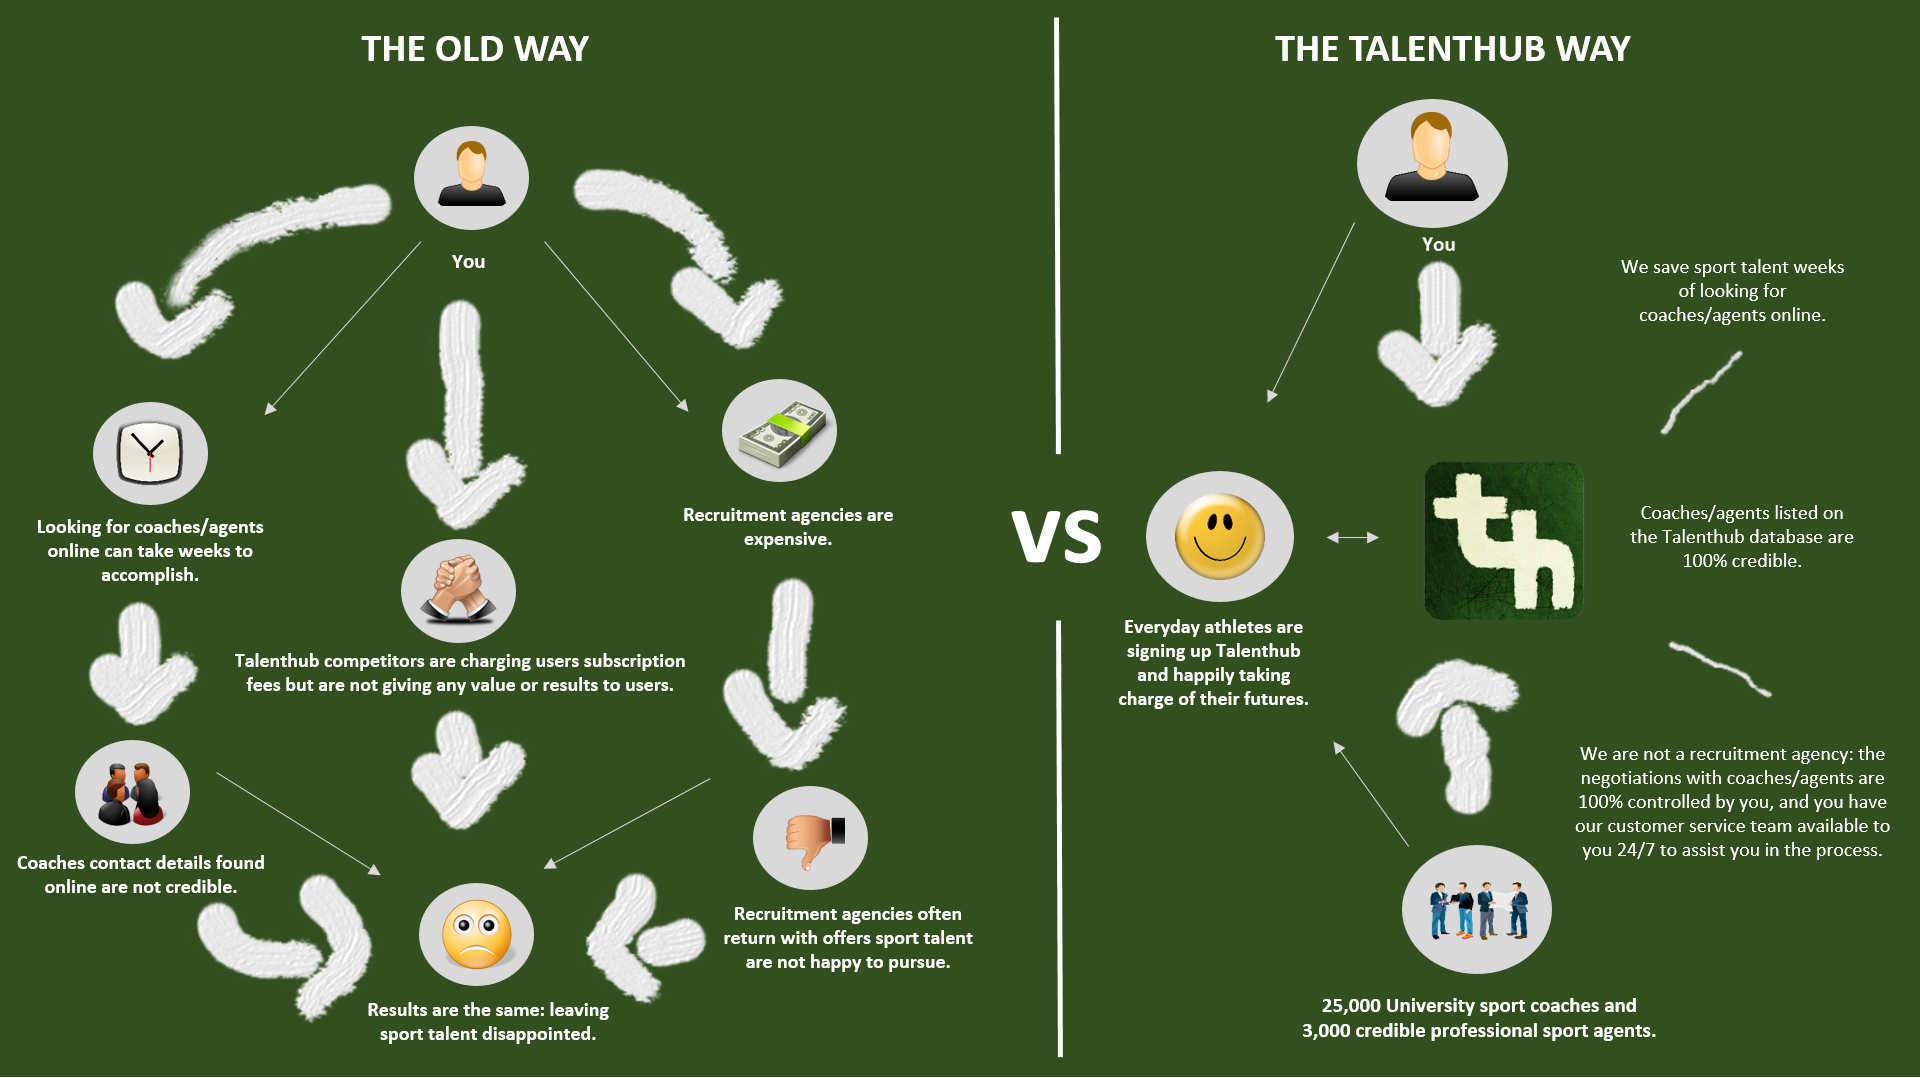 THE OLD WAY
You
Looking for coaches/agents
online can take weeks to
accomplish.
Recruitment agencies are
expensive.
Talenthub competitors are charging users subscription
fees but are not giving any value or results to users.
Coaches contact details found
online are not credible.
Recruitment agencies often
return with offers sport talent
are not happy to pursue.
Results are the same: leaving
sport talent disappointed.
VS
THE TALENTHUB WAY
You
We save sport talent weeks
of looking for
coaches/agents online.
th
Coaches/agents listed on
the Talenthub database are
100% credible.
Everyday athletes are
signing up Talenthub
and happily taking
charge of their futures.
We are not a recruitment agency: the
negotiations with coaches/agents are
100% controlled by you, and you have
our customer service team available to
you 24/7 to assist you in the process.
25,000 University sport coaches and
3,000 credible professional sport agents.